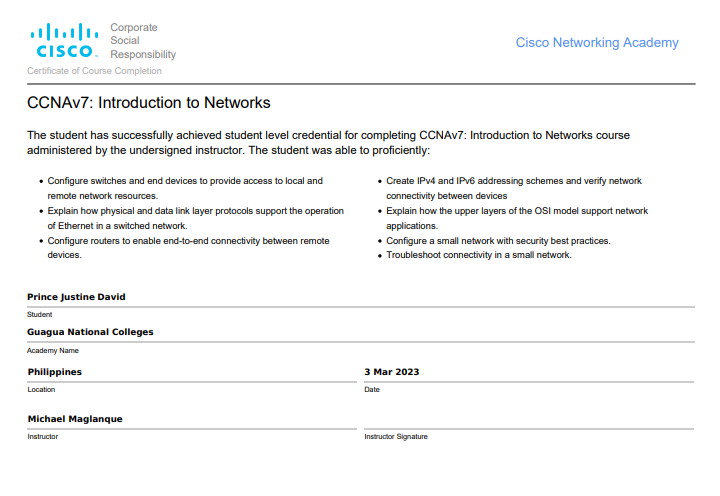 Corporate
Social
Responsibility
CISCO
Cisco Networking Academy
Certificate of Course Completion
CCNAv7: Introduction to Networks
The student has successfully achieved student level credential for completing CCNAv7: Introduction to Networks course
administered by the undersigned instructor. The student was able to proficiently:
• Configure switches and end devices to provide access to local and
remote network resources.
• Explain how physical and data link layer protocols support the operation
of Ethernet in a switched network.
• Configure routers to enable end-to-end connectivity between remote
devices.
• Create IPv4 and IPv6 addressing schemes and verify network
connectivity between devices
• Explain how the upper layers of the OSI model support network
applications.
• Configure a small network with security best practices.
• Troubleshoot connectivity in a small network.
Prince Justine David
Student
Guagua National Colleges
Academy Name
Philippines
Location
3 Mar 2023
Date
Michael Maglanque
Instructor
Instructor Signature